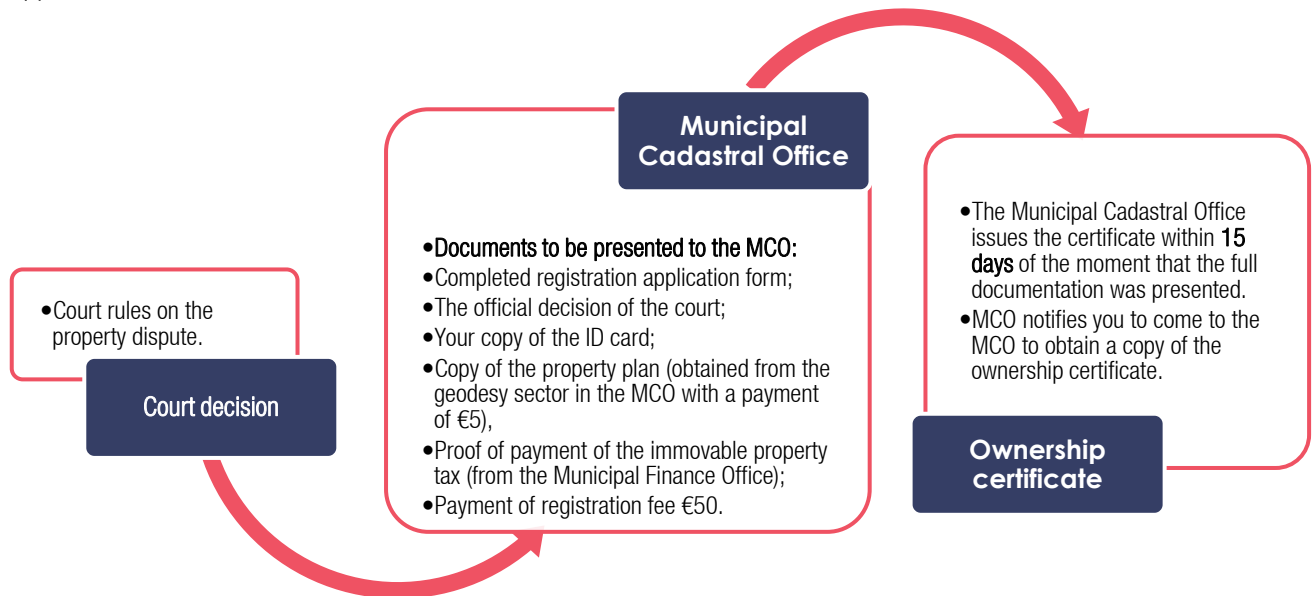 •Court rules on the
property dispute.
Court decision
Municipal
Cadastral Office
•Documents to be presented to the MCO:
•Completed registration application form;
•The official decision of the court;
•Your copy of the ID card;
•Copy of the property plan (obtained from the
geodesy sector in the MCO with a payment
of €5),
•Proof of payment of the immovable property
tax (from the Municipal Finance Office);
•Payment of registration fee €50.
•The Municipal Cadastral Office
issues the certificate within 15
days of the moment that the full
documentation was presented.
•MCO notifies you to come to the
MCO to obtain a copy of the
ownership certificate.
Ownership
certificate